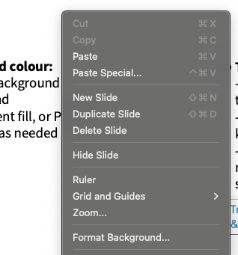 d colour:
ackground
nd
ent fill, or P
as needed
Cut ⌘X
Copy ⌘C
Paste ⌘V
Paste Special... ^⌘V
New Slide ⇧⌘N
Duplicate Slide ⇧⌘D
Delete Slide
Hide Slide
Ruler
Grid and Guides >
Zoom...
Format Background...
T
-
t
-
k
-
r
s
Tr
&